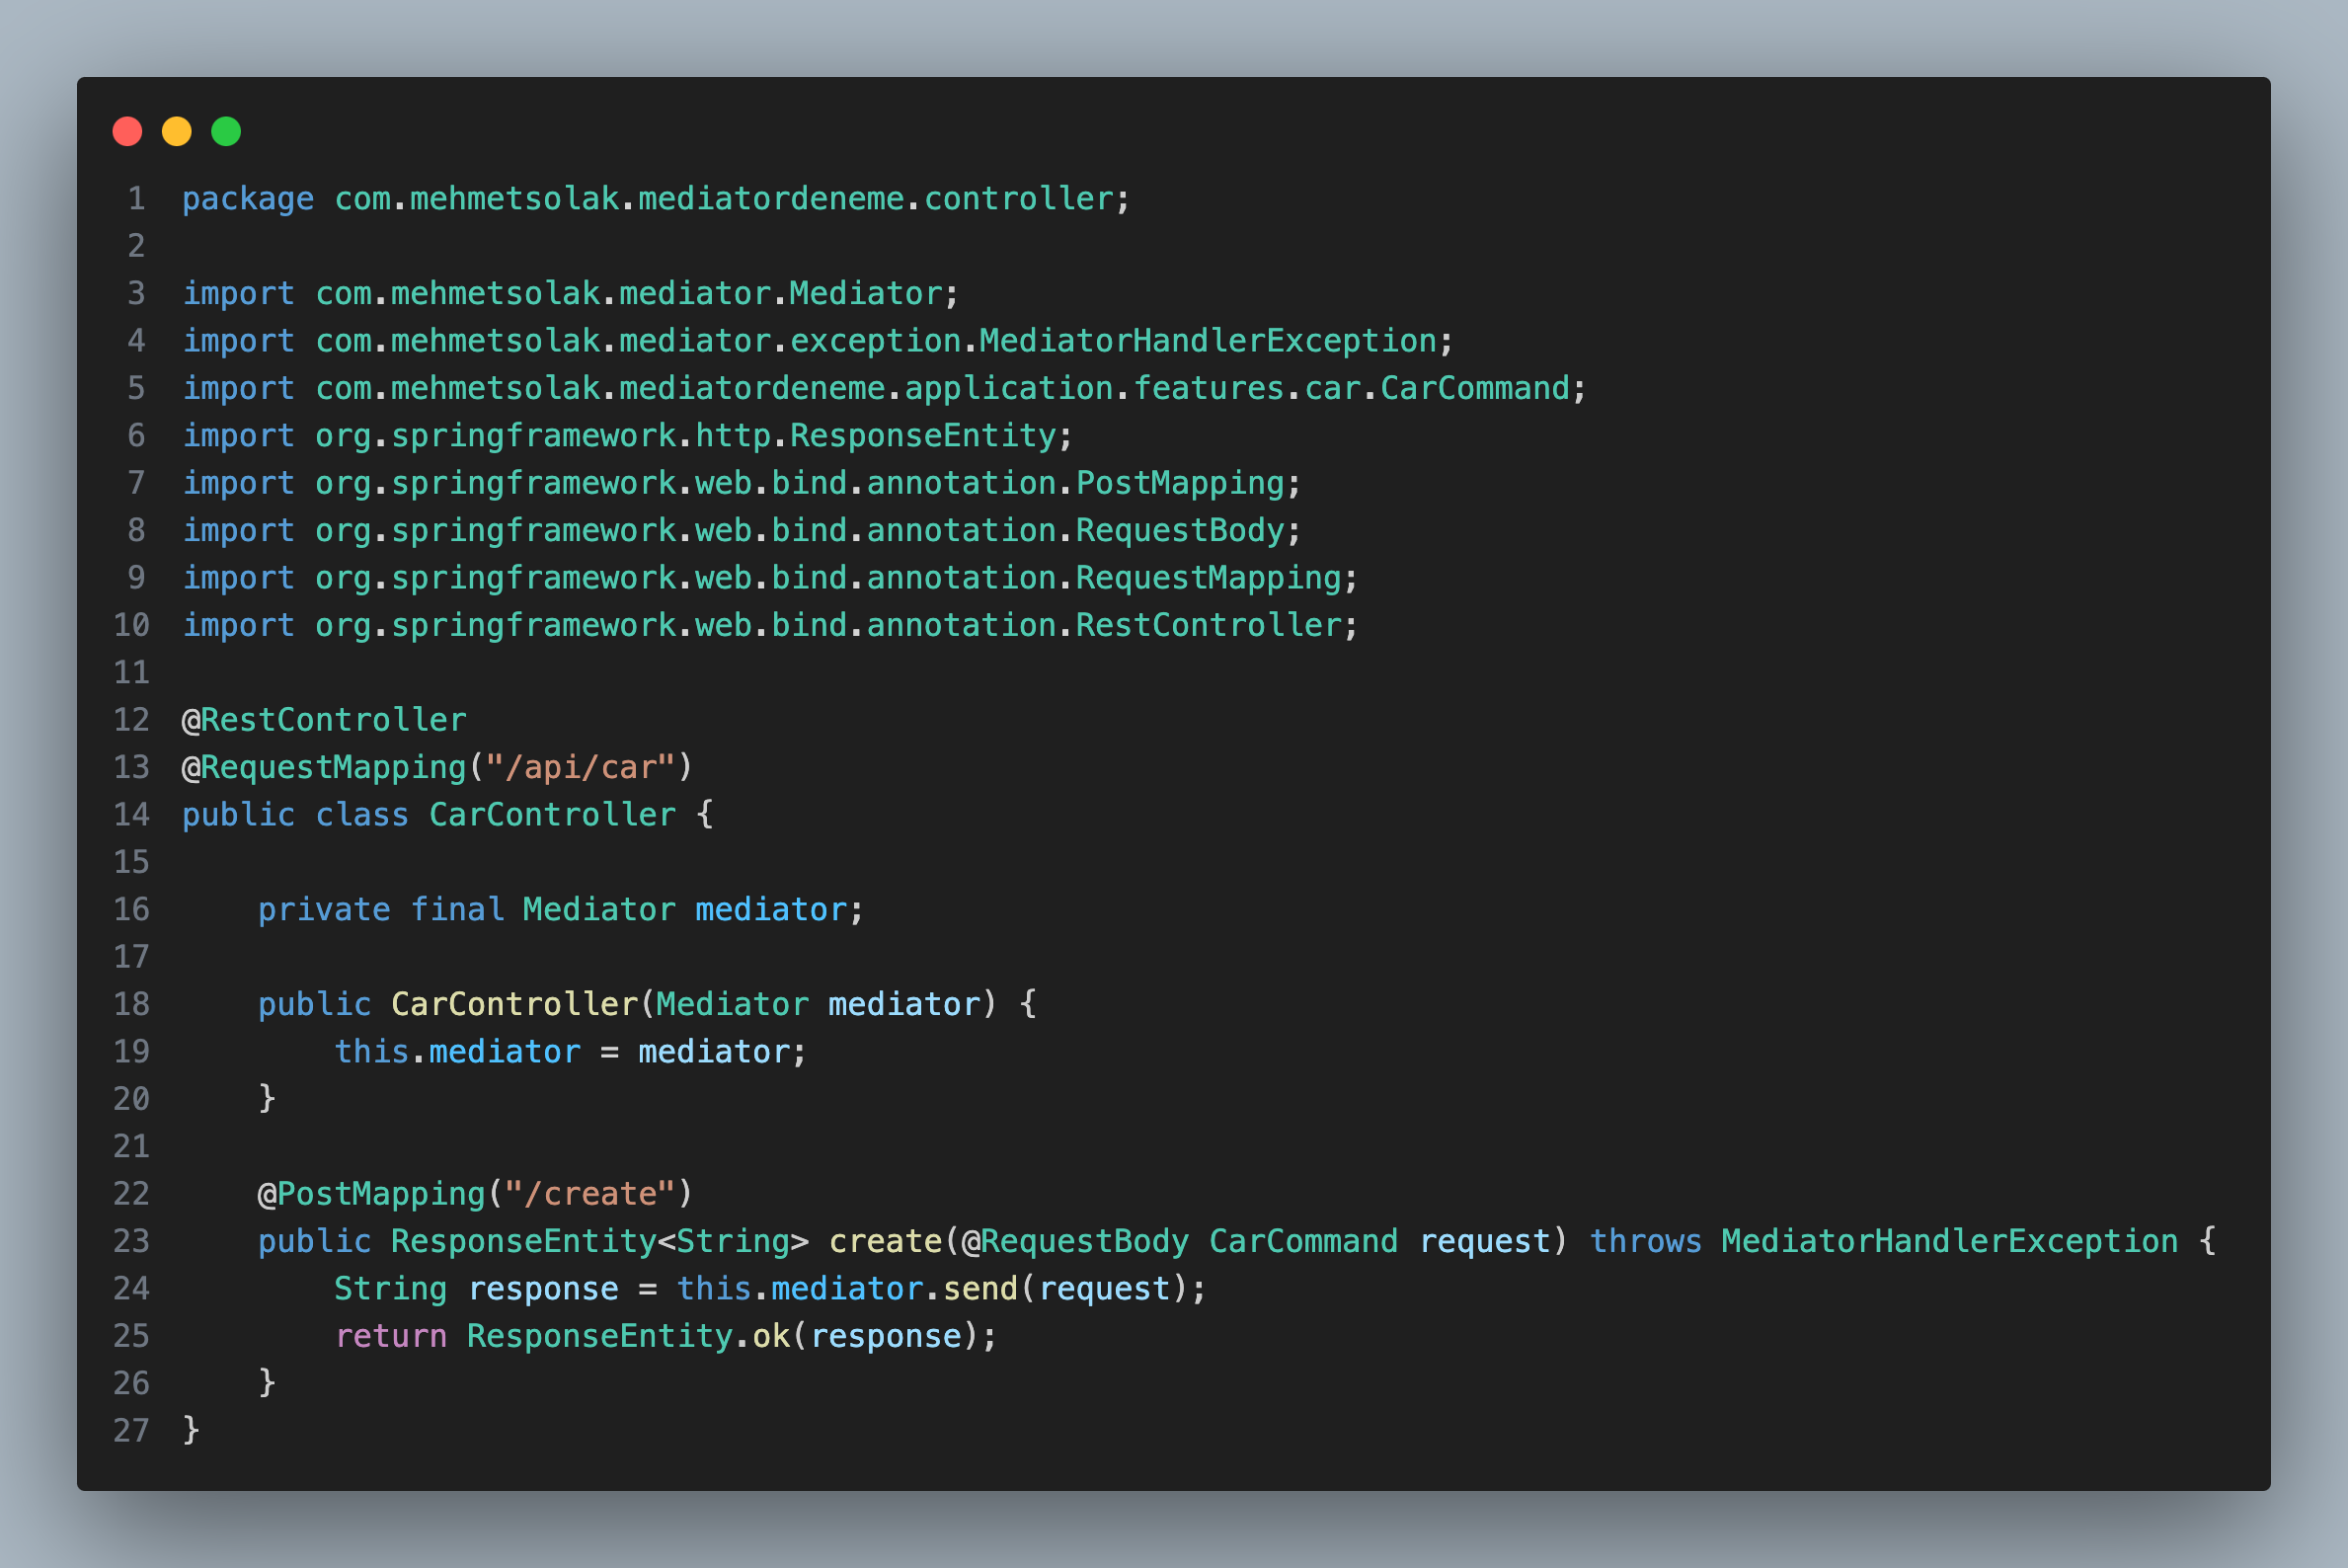 1 package com.mehmetsolak.mediatordeneme.controller;
2
3 import com.mehmetsolak.mediator.Mediator;
4 import com.mehmetsolak.mediator.exception.MediatorHandlerException;
5 import com.mehmetsolak.mediatordeneme.application.features.car.CarCommand;
6 import org.springframework.http.ResponseEntity;
7 import org.springframework.web.bind.annotation.PostMapping;
8 import org.springframework.web.bind.annotation.RequestBody;
9 import org.springframework.web.bind.annotation.RequestMapping;
10 import org.springframework.web.bind.annotation.RestController;
11
12 @RestController
13 @RequestMapping("/api/car")
14 public class CarController {
15
16     private final Mediator mediator;
17
18     public CarController(Mediator mediator) {
19         this.mediator = mediator;
20     }
21
22     @PostMapping("/create")
23     public ResponseEntity<String> create(@RequestBody CarCommand request) throws MediatorHandlerException {
24         String response = this.mediator.send(request);
25         return ResponseEntity.ok(response);
26     }
27 }